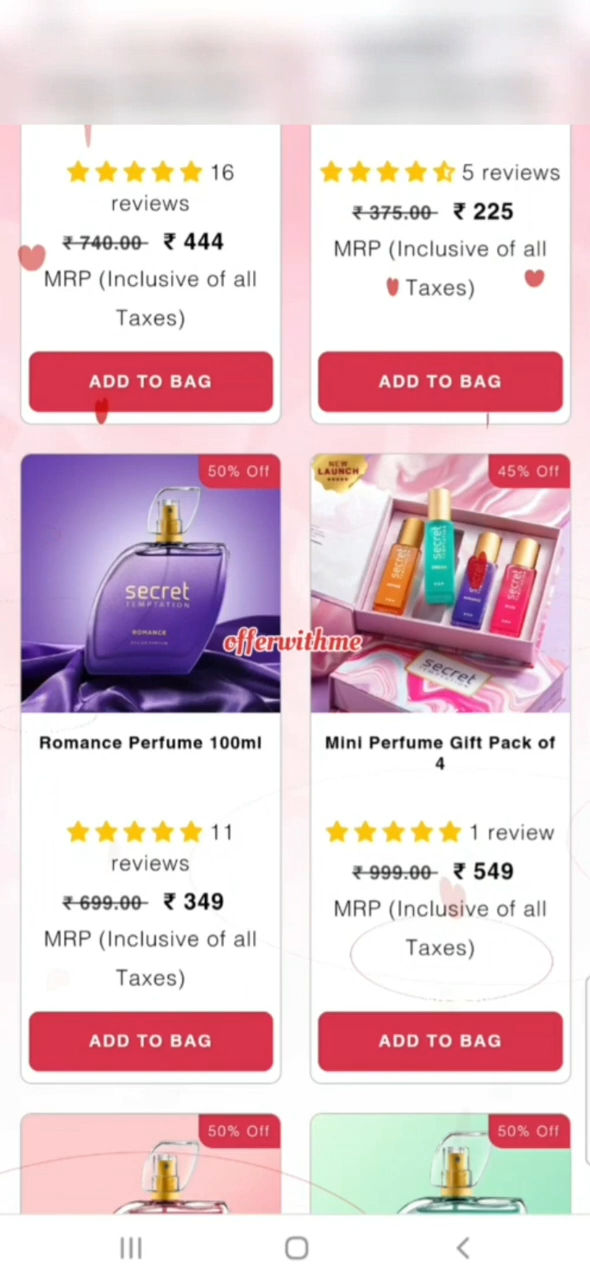 ★★★★★ 16
reviews
₹ 740.00 ₹ 444
MRP (Inclusive of all
Taxes)
ADD TO BAG
5 reviews
₹ 375.00 ₹ 225
MRP (Inclusive of all
Taxes)
ADD TO BAG
50% Off
secret
TEMPTATION
ROMANCE
offerwithme
Romance Perfume 100ml
11
reviews
₹ 699.00 ₹ 349
MRP (Inclusive of all
Taxes)
ADD TO BAG
NEW
LAUNCH
45% Off
secret
secret
secret
secret
secret
Mini Perfume Gift Pack of
4
1 review
₹ 999.00 ₹ 549
MRP (Inclusive of all
Taxes)
ADD TO BAG
50% Off
50% Off